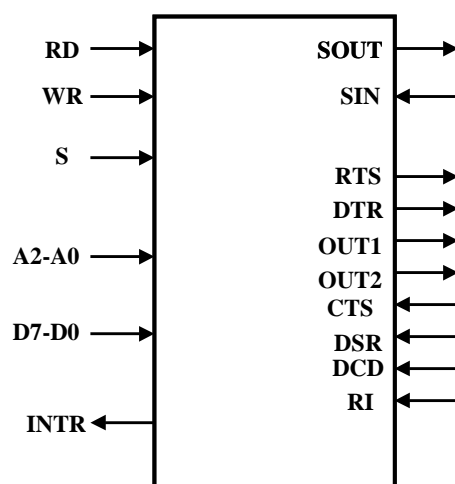 RD
WR
S
A2-A0
D7-D0
INTR
SOUT
SIN
RTS
DTR
OUT1
OUT2
CTS
DSR
DCD
RI